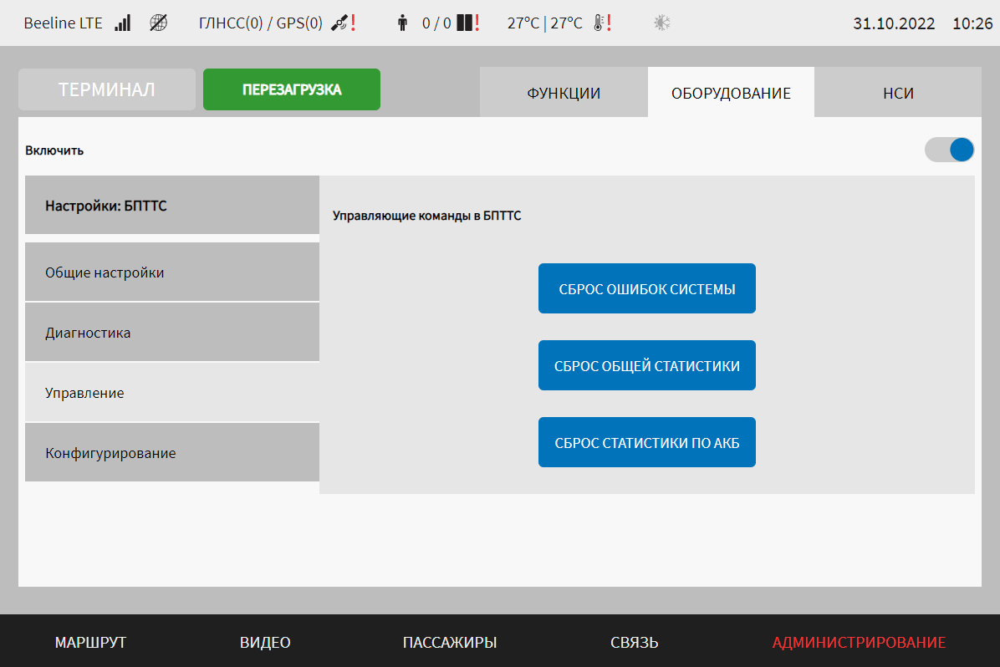 Beeline LTE ГЛНСС(0) / GPS(0) ! 0 / 0 ! 27°C | 27°C ! 31.10.2022 10:26
ТЕРМИНАЛ ПЕРЕЗАГРУЗКА ФУНКЦИИ ОБОРУДОВАНИЕ НСИ
Включить
Настройки: БПТТС
Управляющие команды в БПТТС
Общие настройки
СБРОС ОШИБОК СИСТЕМЫ
Диагностика
СБРОС ОБЩЕЙ СТАТИСТИКИ
Управление
СБРОС СТАТИСТИКИ ПО АКБ
Конфигурирование
МАРШРУТ ВИДЕО ПАССАЖИРЫ СВЯЗЬ АДМИНИСТРИРОВАНИЕ